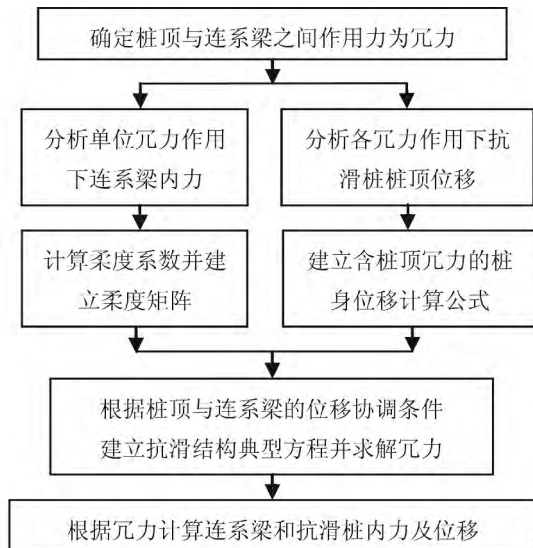 确定桩顶与连系梁之间作用力为冗力
分析单位冗力作用
下连系梁内力
分析各冗力作用下抗
滑桩桩顶位移
计算柔度系数并建
立柔度矩阵
建立含桩顶冗力的桩
身位移计算公式
根据桩顶与连系梁的位移协调条件
建立抗滑结构典型方程并求解冗力
根据冗力计算连系梁和抗滑桩内力及位移